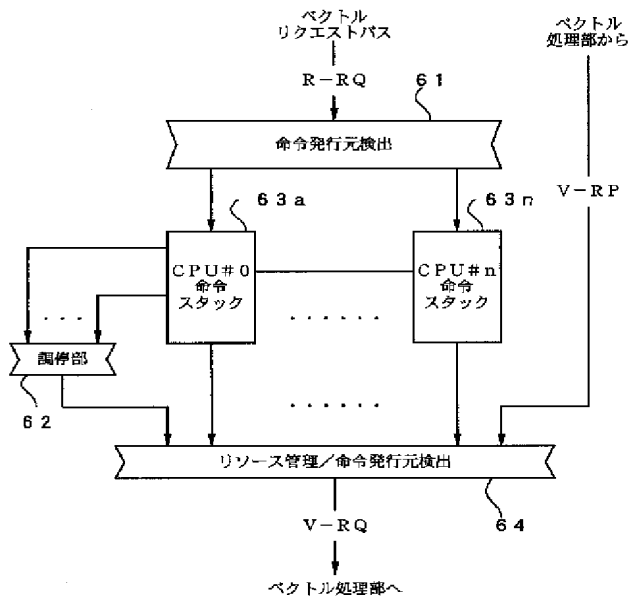 ベクトル
リクエストバス
ベクトル
処理部から
R－RQ
６１
命令発行元検出
６３a
６３n
V－RP
CPU＃０
命令
スタック
CPU＃n
命令
スタック
・・・
・・・・・・
調停部
６２
・・・・・・
リソース管理／命令発行元検出
V－RQ
６４
ベクトル処理部へ